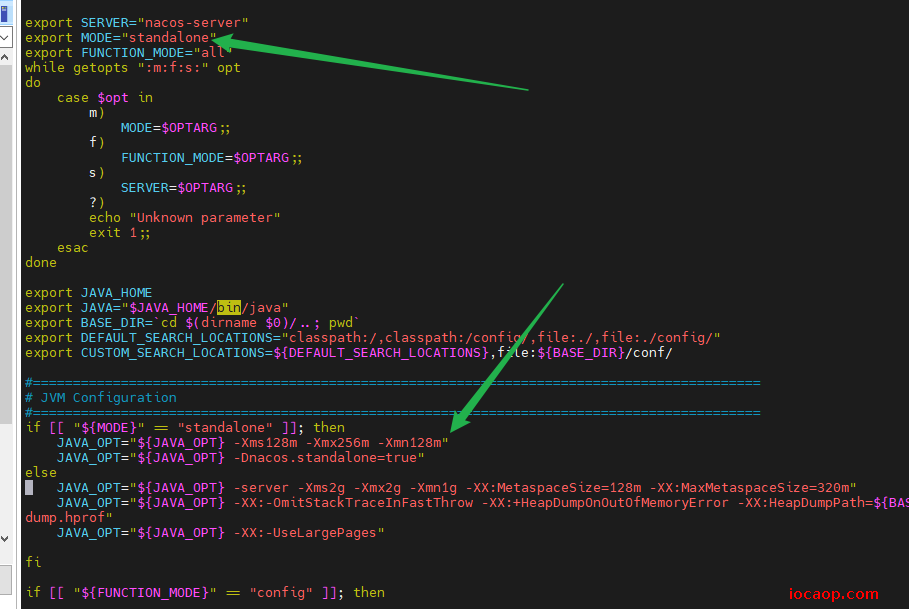 export SERVER="nacos-server"
export MODE="standalone"
export FUNCTION_MODE="all"
while getopts ":m:f:s:" opt
do
    case $opt in
        m)
            MODE=$OPTARG;;
        f)
            FUNCTION_MODE=$OPTARG;;
        s)
            SERVER=$OPTARG;;
        ?)
        echo "Unknown parameter"
        exit 1;;
    esac
done

export JAVA_HOME
export JAVA="$JAVA_HOME/bin/java"
export BASE_DIR=`cd $(dirname $0)/..; pwd`
export DEFAULT_SEARCH_LOCATIONS="classpath:/,classpath:/config/,file:./,file:./config/"
export CUSTOM_SEARCH_LOCATIONS=${DEFAULT_SEARCH_LOCATIONS},file:${BASE_DIR}/conf/

#===========================================================================================
# JVM Configuration
#===========================================================================================
if [[ "${MODE}" == "standalone" ]]; then
    JAVA_OPT="${JAVA_OPT} -Xms128m -Xmx256m -Xmn128m"
    JAVA_OPT="${JAVA_OPT} -Dnacos.standalone=true"
else
    JAVA_OPT="${JAVA_OPT} -server -Xms2g -Xmx2g -Xmn1g -XX:MetaspaceSize=128m -XX:MaxMetaspaceSize=320m"
    JAVA_OPT="${JAVA_OPT} -XX:-OmitStackTraceInFastThrow -XX:+HeapDumpOnOutOfMemoryError -XX:HeapDumpPath=${BAS
dump.hprof"
    JAVA_OPT="${JAVA_OPT} -XX:-UseLargePages"

fi

if [[ "${FUNCTION_MODE}" == "config" ]]; then
iocaop.com